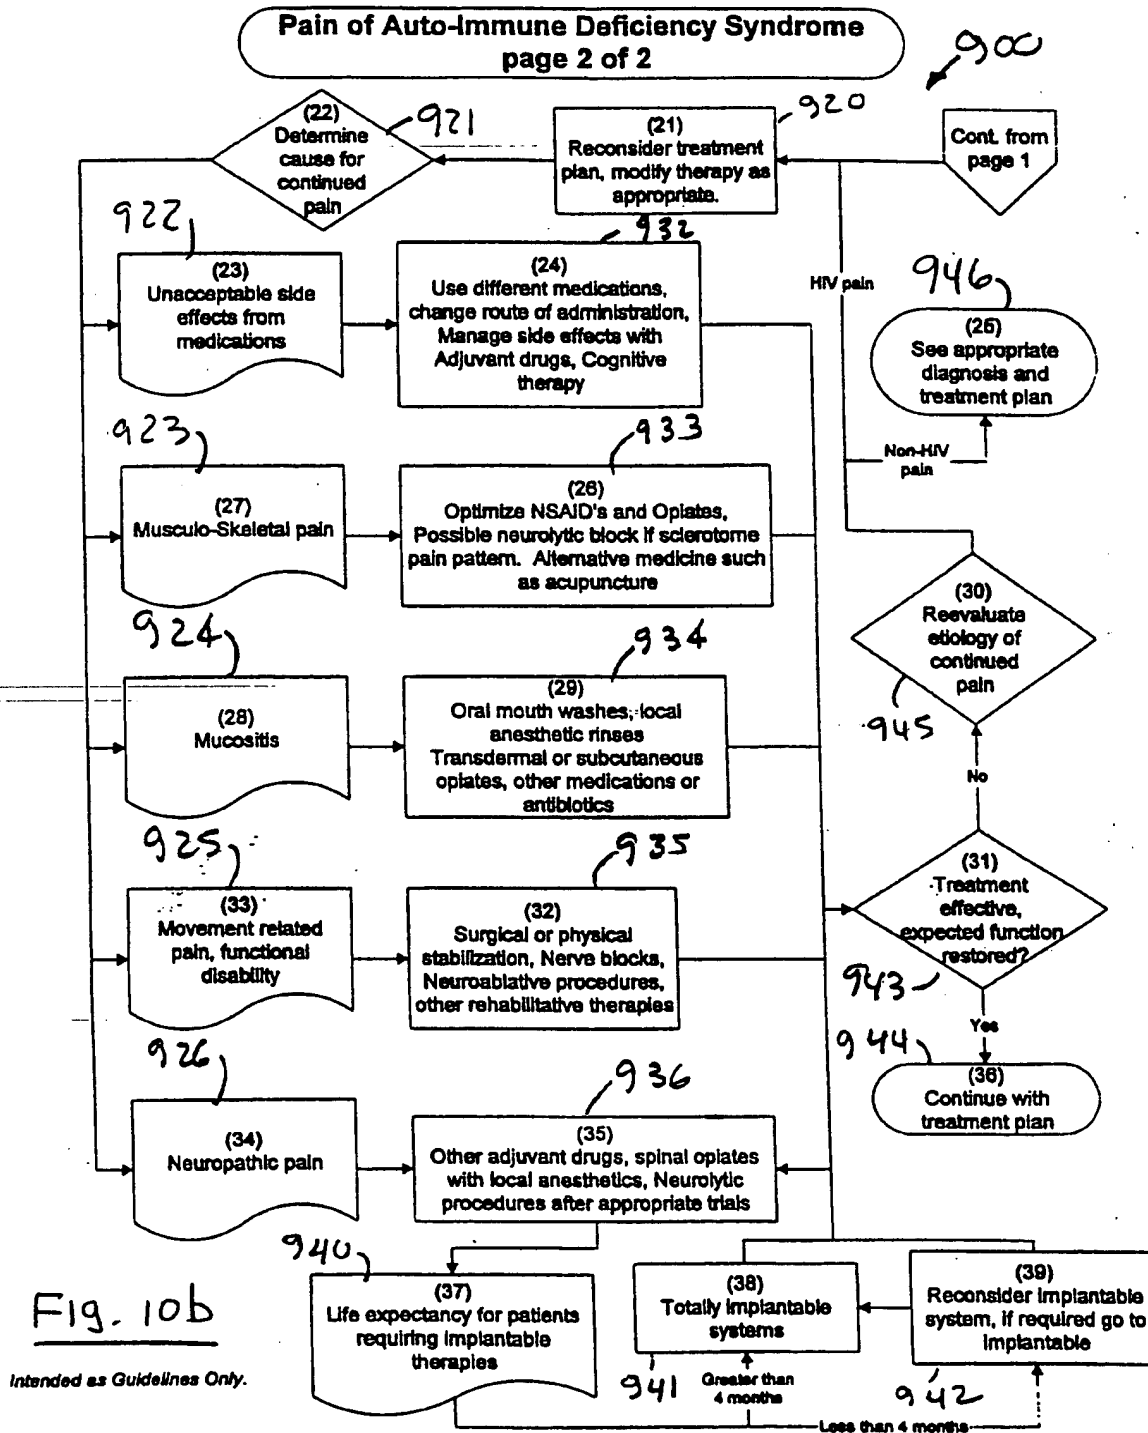 Pain of Auto-Immune Deficiency Syndrome
page 2 of 2
900
(22)
Determine
cause for
continued
pain
921
(21)
Reconsider treatment
plan, modify therapy as
appropriate.
920
Cont. from
page 1
922
(23)
Unacceptable side
effects from
medications
932
(24)
Use different medications,
change route of administration,
Manage side effects with
Adjuvant drugs, Cognitive
therapy
HIV pain
946
(25)
See appropriate
diagnosis and
treatment plan
Non-HIV
pain
923
(27)
Musculo-Skeletal pain
933
(26)
Optimize NSAID's and Opiates,
Possible neurolytic block if sclerotome
pain pattern. Alternative medicine such
as acupuncture
(30)
Reevaluate
etiology of
continued
pain
945
924
(28)
Mucositis
934
(29)
Oral mouth washes, local
anesthetic rinses
Transdermal or subcutaneous
opiates, other medications or
antibiotics
No
925
(33)
Movement related
pain, functional
disability
935
(32)
Surgical or physical
stabilization, Nerve blocks,
Neuroablative procedures,
other rehabilitative therapies
(31)
Treatment
effective,
expected function
restored?
943
Yes
944
(36)
Continue with
treatment plan
926
(34)
Neuropathic pain
936
(35)
Other adjuvant drugs, spinal opiates
with local anesthetics, Neurolytic
procedures after appropriate trials
940
(37)
Life expectancy for patients
requiring implantable
therapies
(38)
Totally implantable
systems
941
(39)
Reconsider implantable
system, if required go to
implantable
942
Greater than
4 months
Less than 4 months
Fig. 10b
Intended as Guidelines Only.